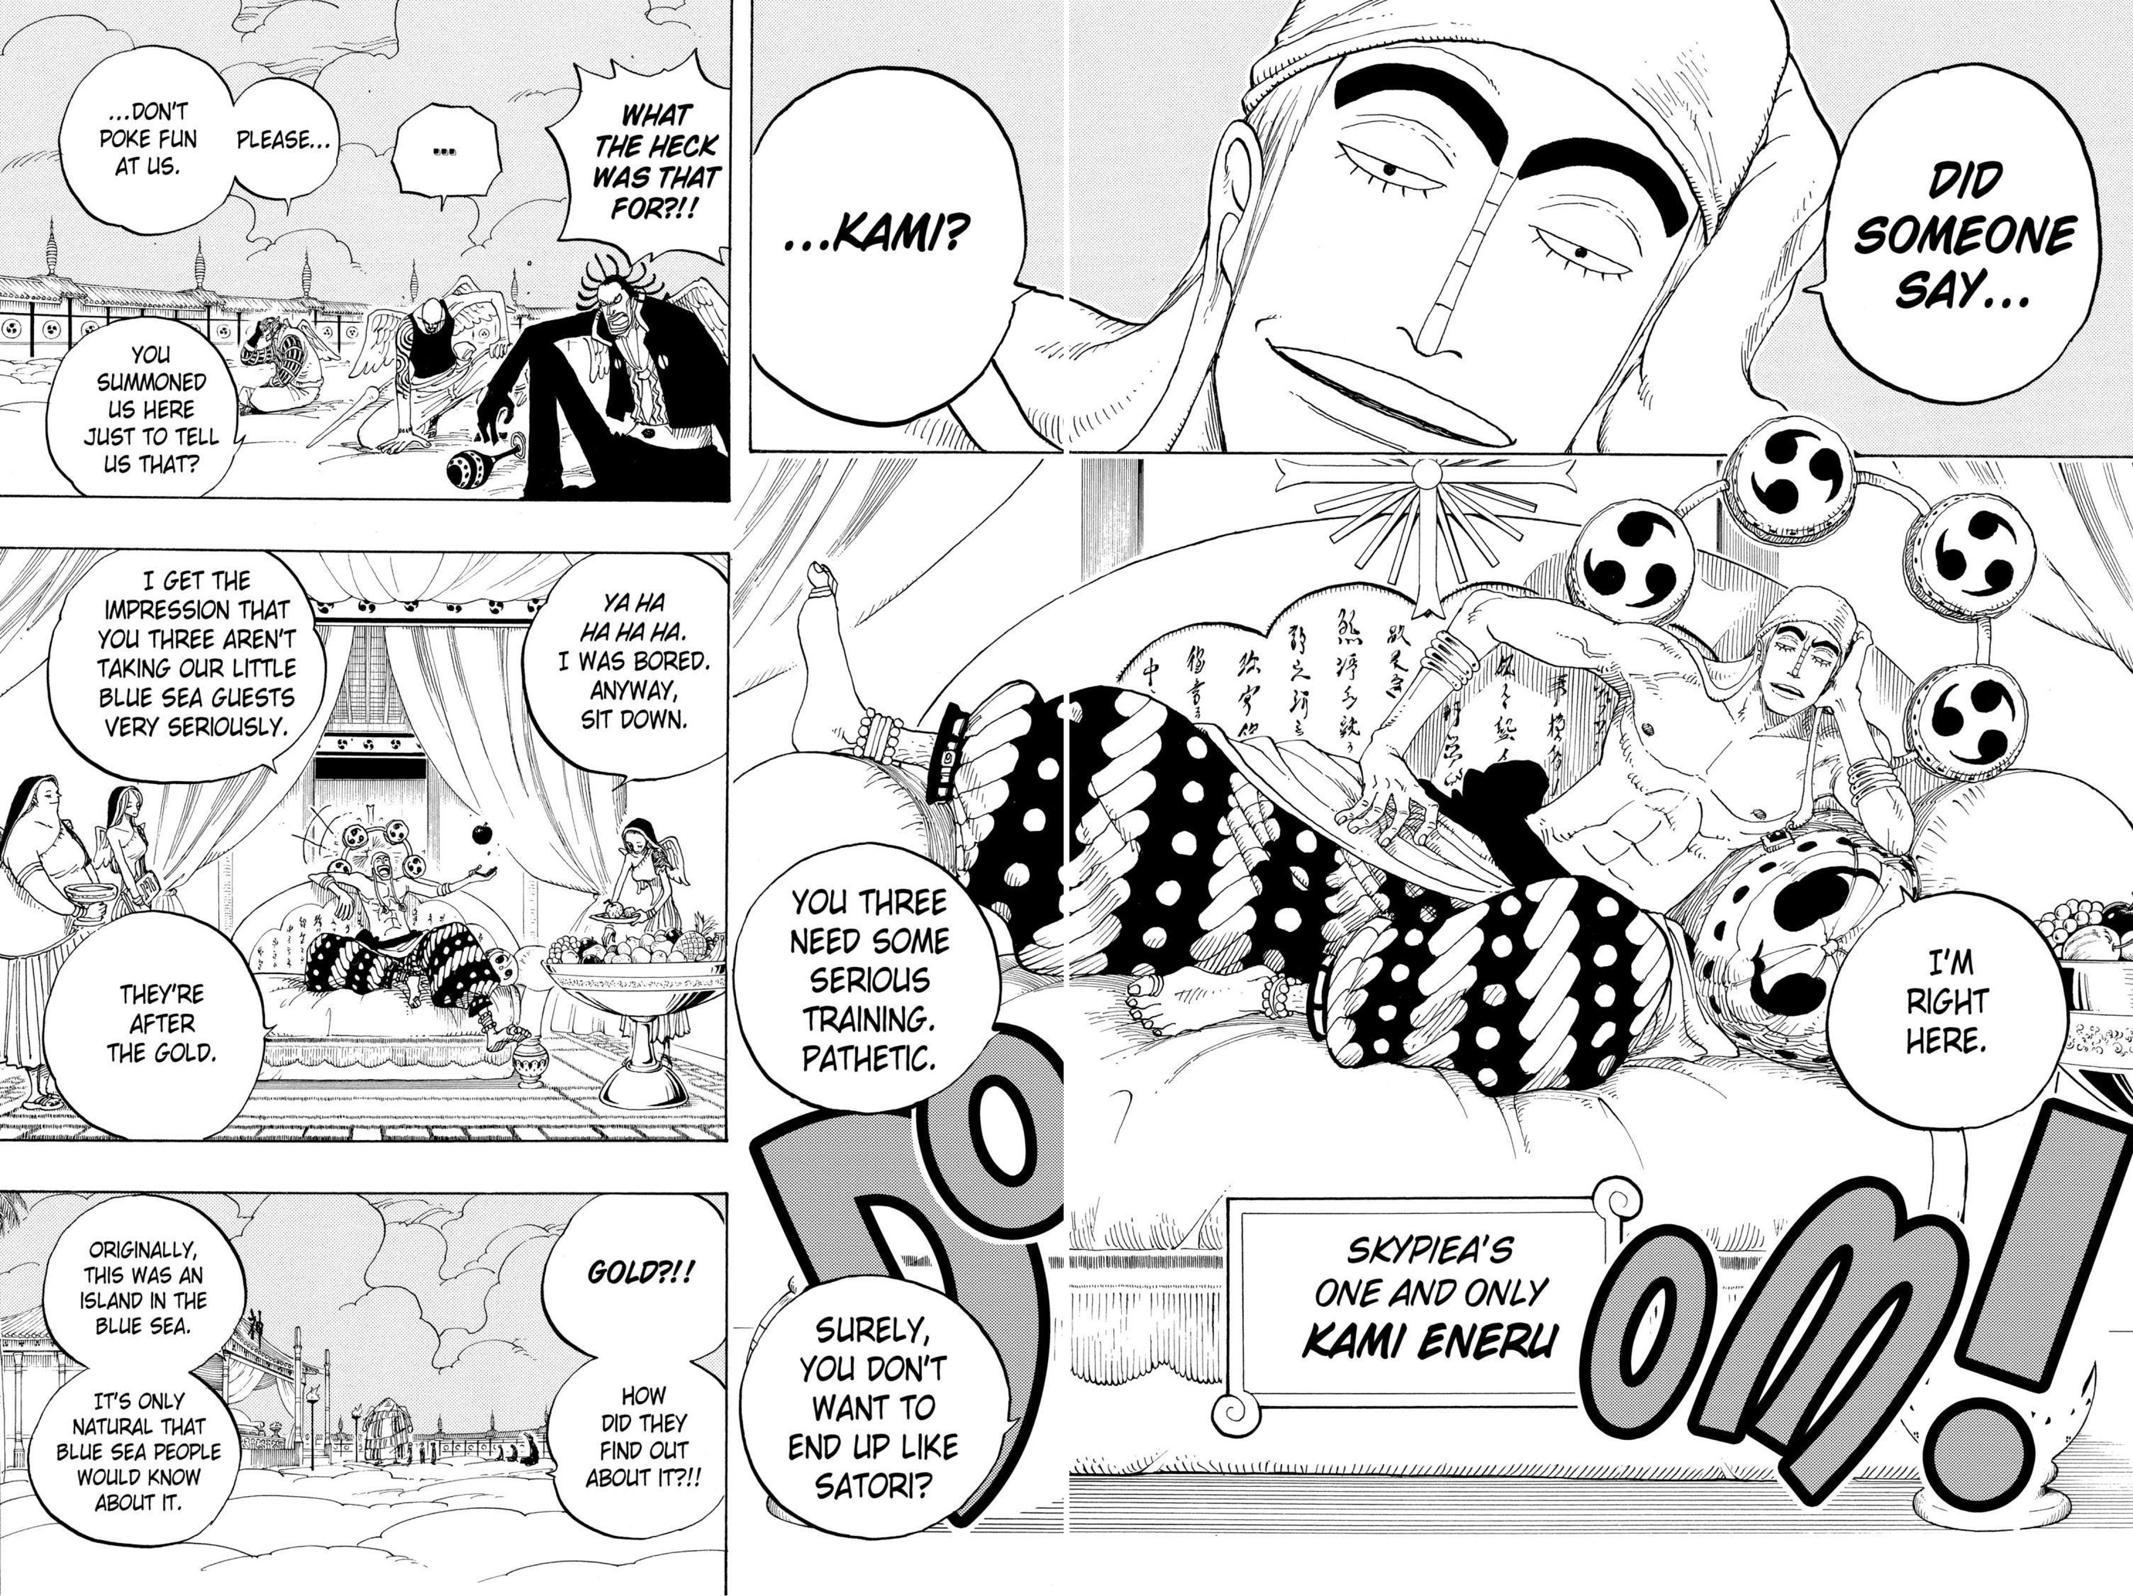 DID
SOMEONE
SAY...
...KAMI?
I'M
RIGHT
HERE.
SKYPIEA'S
ONE AND ONLY
KAMI ENERU
DOOM!
YOU THREE
NEED SOME
SERIOUS
TRAINING.
PATHETIC.
SURELY,
YOU DON'T
WANT TO
END UP LIKE
SATORI?
WHAT
THE HECK
WAS THAT
FOR?!!
...
PLEASE...
...DON'T
POKE FUN
AT US.
YOU
SUMMONED
US HERE
JUST TO TELL
US THAT?
YA HA
HA HA HA.
I WAS BORED.
ANYWAY,
SIT DOWN.
I GET THE
IMPRESSION THAT
YOU THREE AREN'T
TAKING OUR LITTLE
BLUE SEA GUESTS
VERY SERIOUSLY.
THEY'RE
AFTER
THE GOLD.
GOLD?!!
HOW
DID THEY
FIND OUT
ABOUT IT?!!
ORIGINALLY,
THIS WAS AN
ISLAND IN THE
BLUE SEA.
IT'S ONLY
NATURAL THAT
BLUE SEA PEOPLE
WOULD KNOW
ABOUT IT.